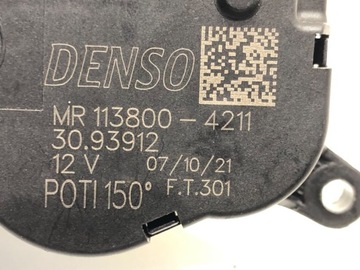 DENSO
MR 113800-4211
30.93912
12 V 07/10/21
POTI 150° F.T.301